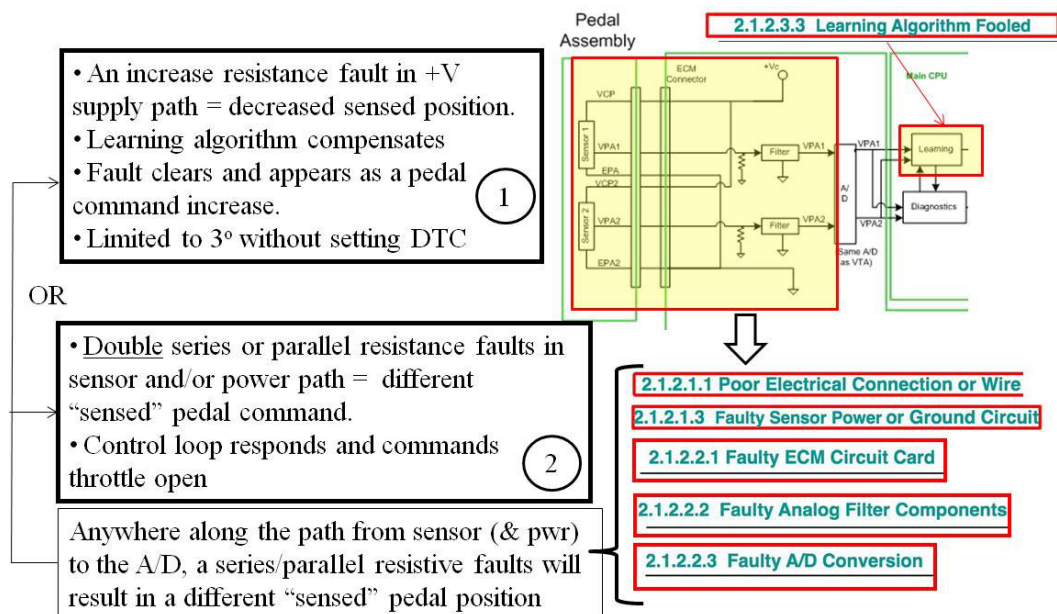 Pedal
Assembly
2.1.2.3.3 Learning Algorithm Fooled
• An increase resistance fault in +V
supply path = decreased sensed position.
• Learning algorithm compensates
• Fault clears and appears as a pedal
command increase.
• Limited to 3º without setting DTC
1
ECM
Connector
+Vc
Main CPU
VCP
Sensor 1
VPA1
Filter
VPA1
VPA1
Learning
EPA
VCP2
A/
D
Diagnostics
Sensor 2
VPA2
Filter
VPA2
VPA2
EPA2
(Same A/D
as VTA)
OR
• Double series or parallel resistance faults in
sensor and/or power path = different
“sensed” pedal command.
• Control loop responds and commands
throttle open
2
Anywhere along the path from sensor (& pwr)
to the A/D, a series/parallel resistive faults will
result in a different “sensed” pedal position
2.1.2.1.1 Poor Electrical Connection or Wire
2.1.2.1.3 Faulty Sensor Power or Ground Circuit
2.1.2.2.1 Faulty ECM Circuit Card
2.1.2.2.2 Faulty Analog Filter Components
2.1.2.2.3 Faulty A/D Conversion